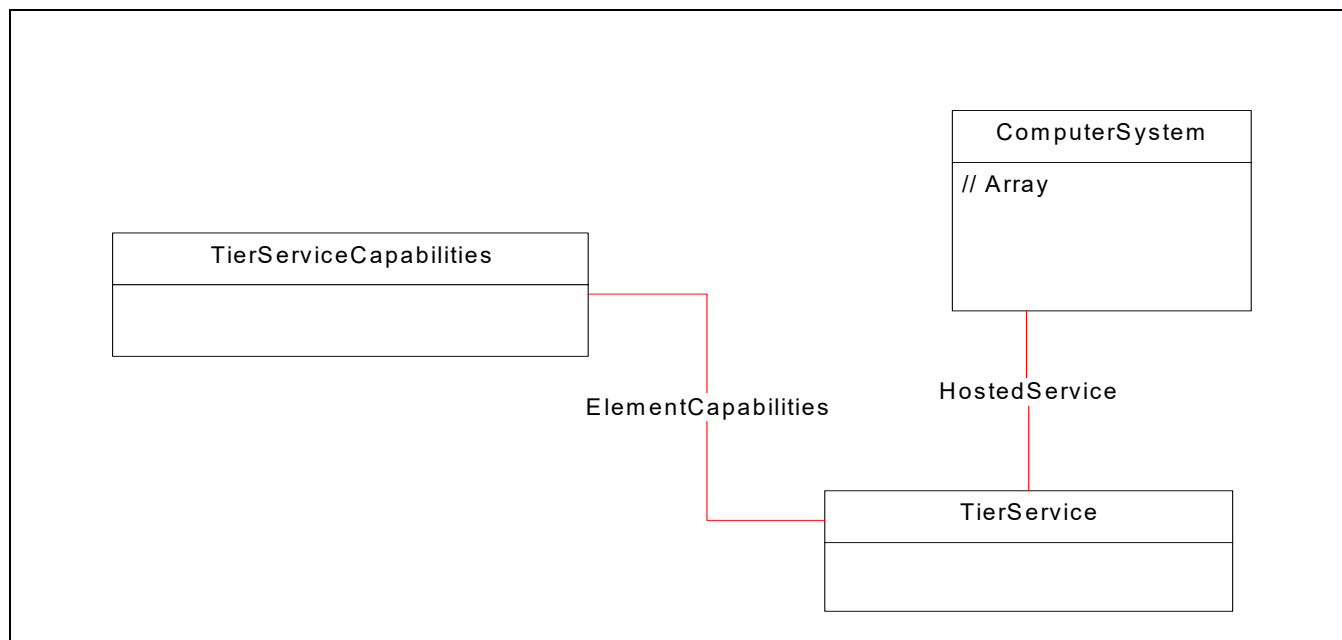 ComputerSystem
// Array
TierServiceCapabilities
HostedService
ElementCapabilities
TierService